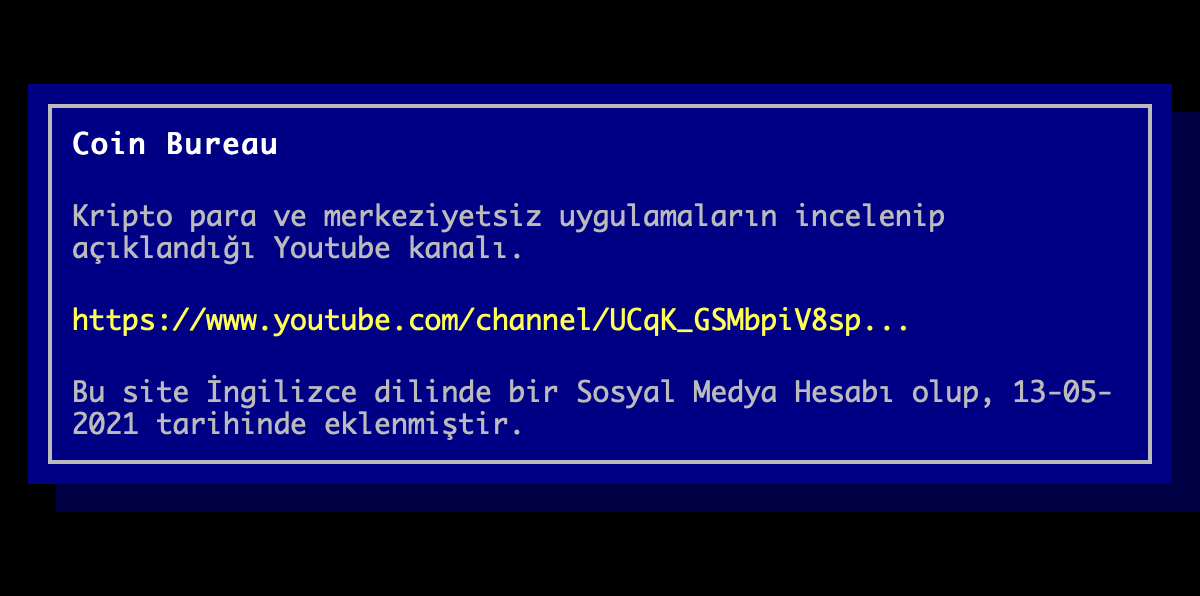 Coin Bureau
Kripto para ve merkeziyetsiz uygulamaların incelenip
açıklandığı Youtube kanalı.
https://www.youtube.com/channel/UCqK_GSMbpiV8sp...
Bu site İngilizce dilinde bir Sosyal Medya Hesabı olup, 13-05-
2021 tarihinde eklenmiştir.